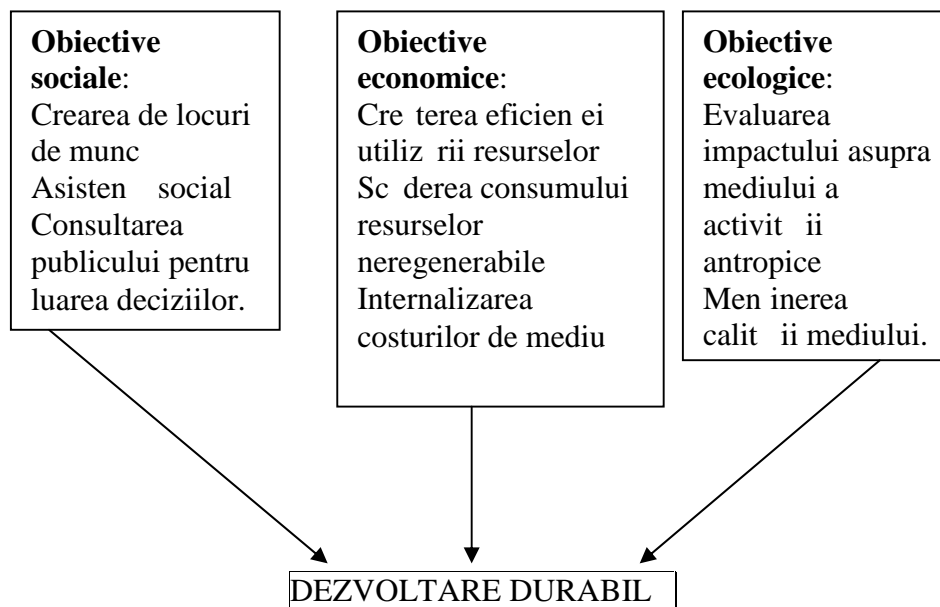 Obiective
sociale:
Crearea de locuri
de munc
Asisten social
Consultarea
publicului pentru
luarea deciziilor.
Obiective
economice:
Cre terea eficien ei
utiliz rii resurselor
Sc derea consumului
resurselor
neregenerabile
Internalizarea
costurilor de mediu
Obiective
ecologice:
Evaluarea
impactului asupra
mediului a
activit ii
antropice
Men inerea
calit ii mediului.
DEZVOLTARE DURABIL